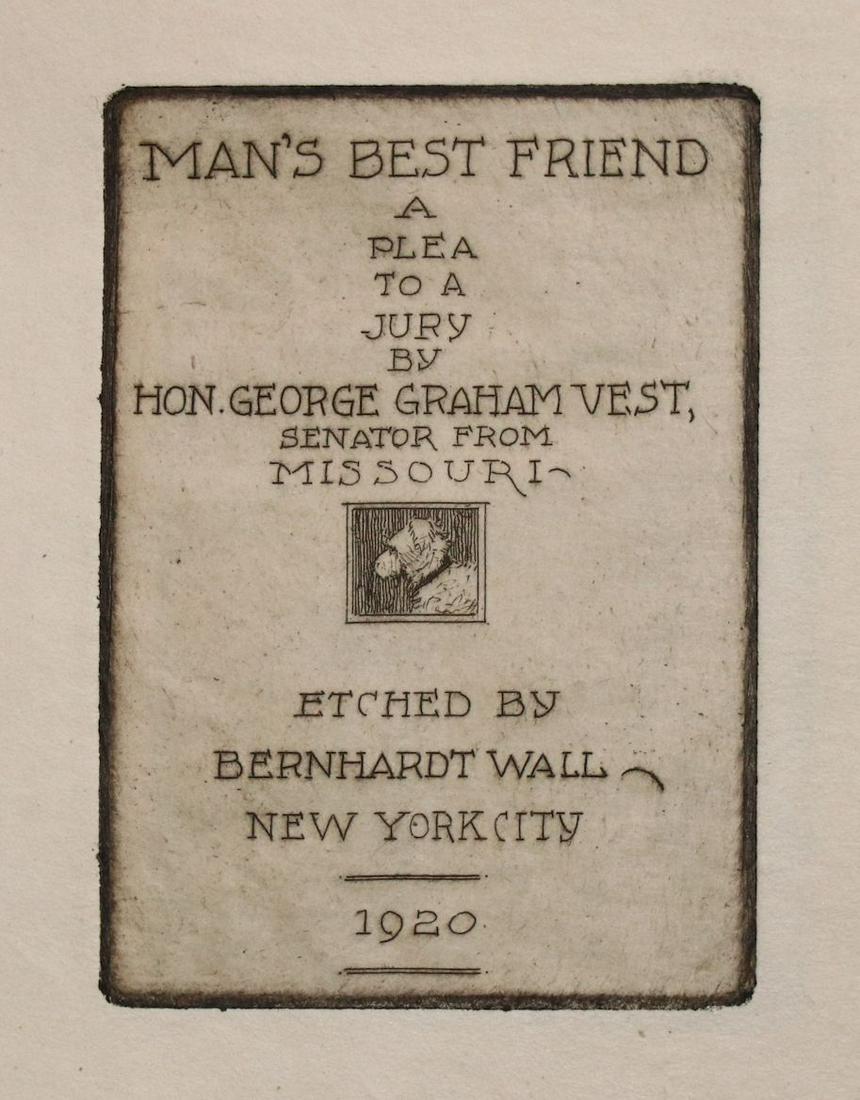 MAN'S BEST FRIEND
A
PLEA
TO A
JURY
BY
HON. GEORGE GRAHAM VEST,
SENATOR FROM
MISSOURI
ETCHED BY
BERNHARDT WALL
NEW YORK CITY
1920